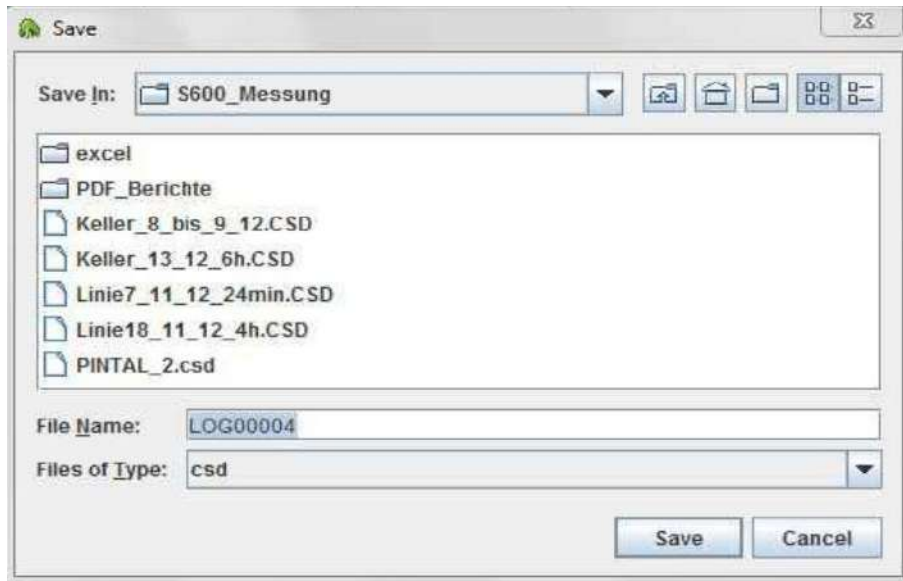 Save
Save In: S600_Messung
excel
PDF_Berichte
Keller_8_bis_9_12.CSD
Keller_13_12_6h.CSD
Linie7_11_12_24min.CSD
Linie18_11_12_4h.CSD
PINTAL_2.csd
File Name: LOG00004
Files of Type: csd
Save Cancel